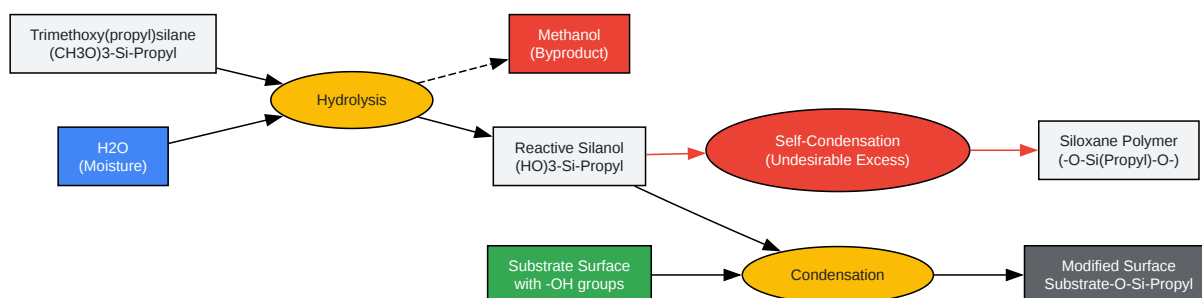 Trimethoxy(propyl)silane
(CH3O)3-Si-Propyl
Methanol
(Byproduct)
Hydrolysis
H2O
(Moisture)
Reactive Silanol
(HO)3-Si-Propyl
Self-Condensation
(Undesirable Excess)
Siloxane Polymer
(-O-Si(Propyl)-O-)
Substrate Surface
with -OH groups
Condensation
Modified Surface
Substrate-O-Si-Propyl